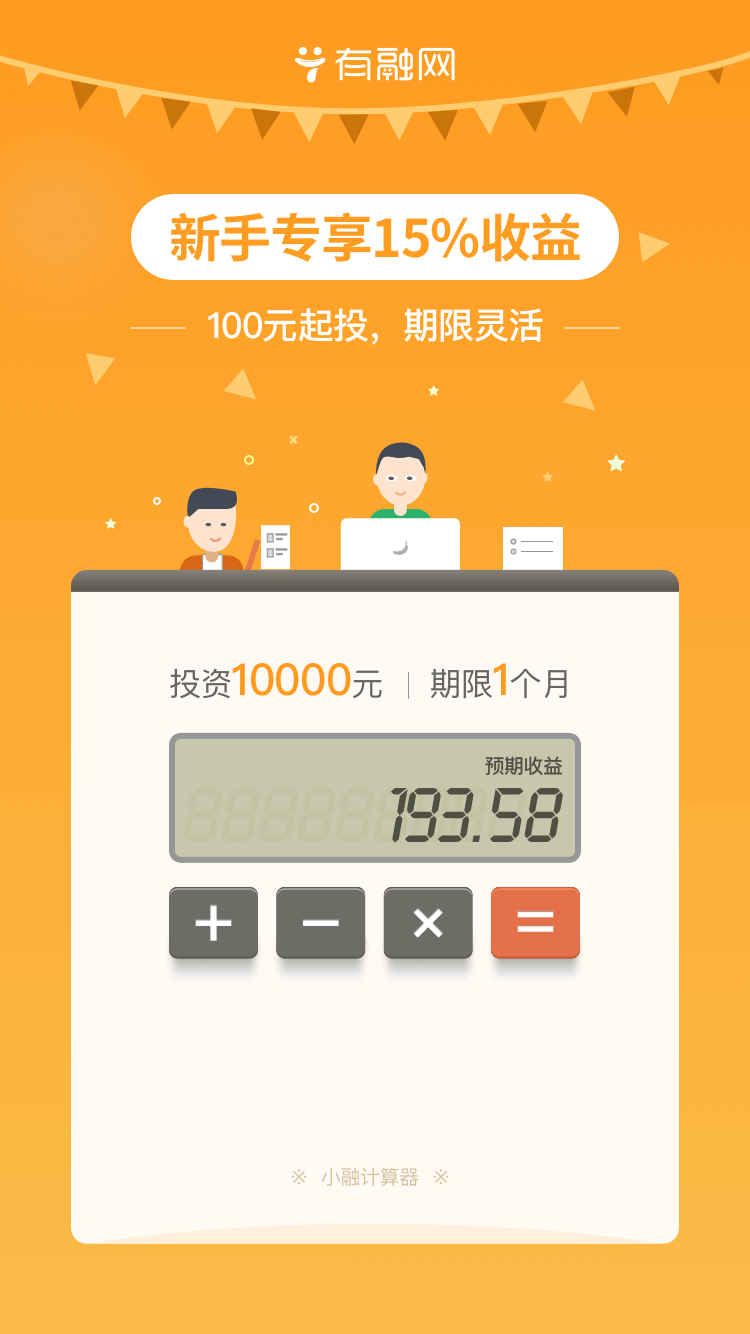 有融网
新手专享15%收益
100元起投，期限灵活
投资10000元 | 期限1个月
预期收益
193.58
+ − × =
※ 小融计算器 ※